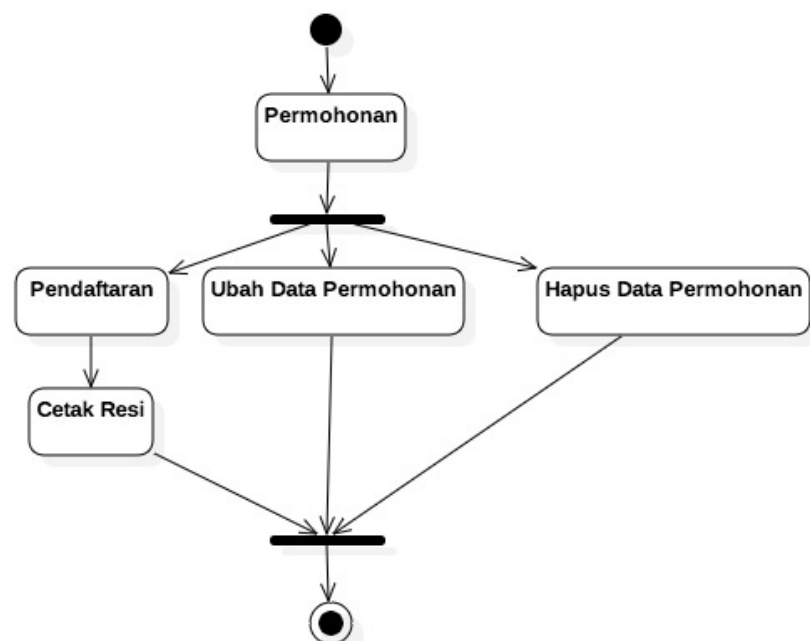 Permohonan
Pendaftaran
Ubah Data Permohonan
Hapus Data Permohonan
Cetak Resi